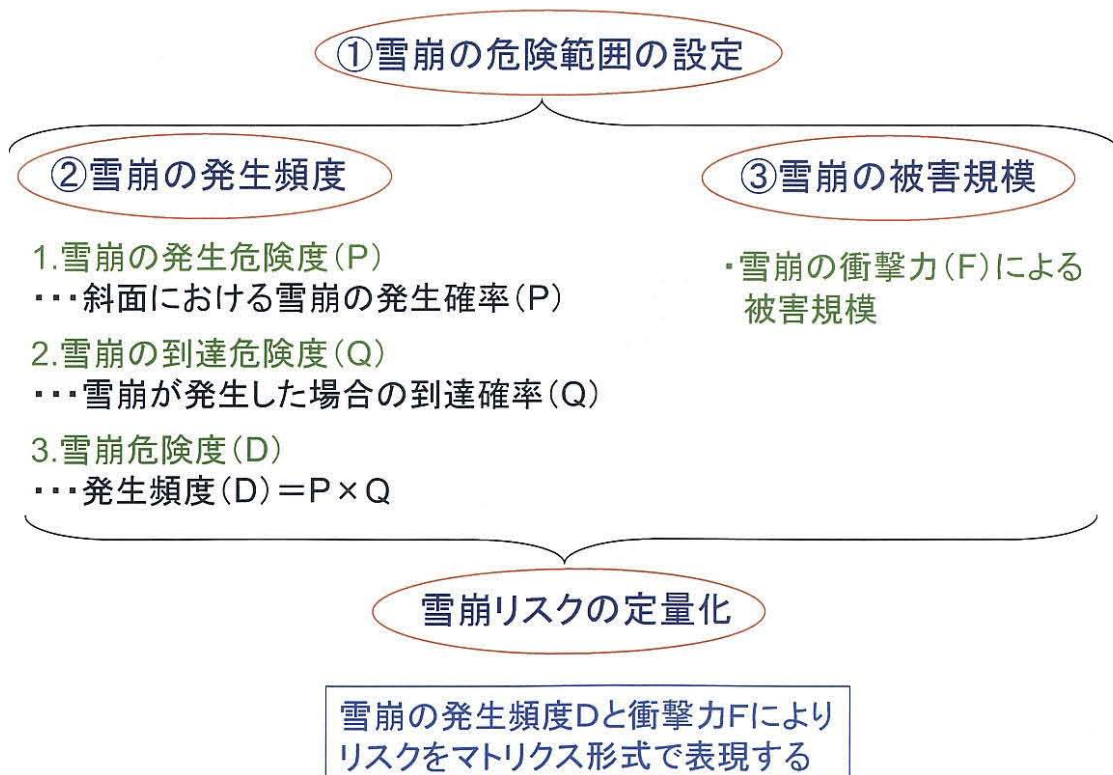 ①雪崩の危険範囲の設定
②雪崩の発生頻度
1.雪崩の発生危険度(P)
・・・斜面における雪崩の発生確率(P)
2.雪崩の到達危険度(Q)
・・・雪崩が発生した場合の到達確率(Q)
3.雪崩危険度(D)
・・・発生頻度(D)=P×Q
③雪崩の被害規模
・雪崩の衝撃力(F)による
被害規模
雪崩リスクの定量化
雪崩の発生頻度Dと衝撃力Fにより
リスクをマトリクス形式で表現する